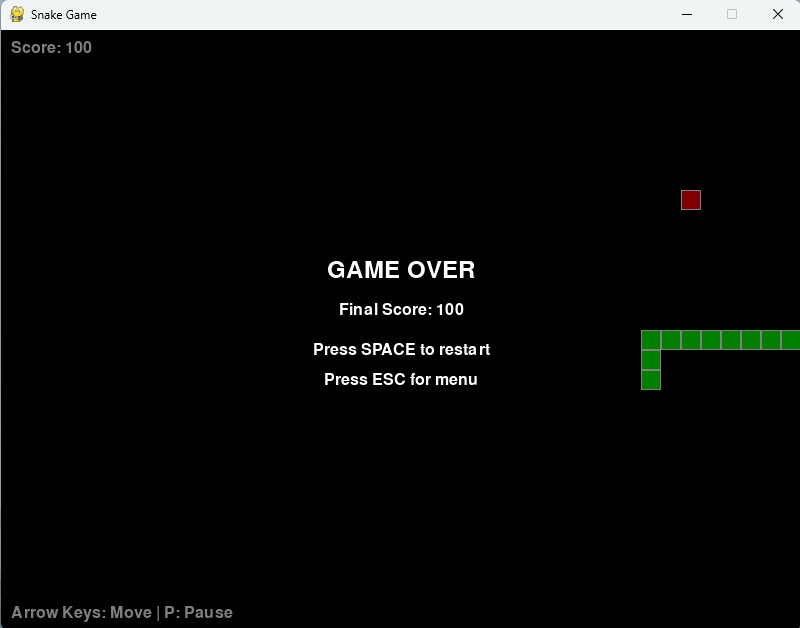 Snake Game
Score: 100
GAME OVER
Final Score: 100
Press SPACE to restart
Press ESC for menu
Arrow Keys: Move | P: Pause